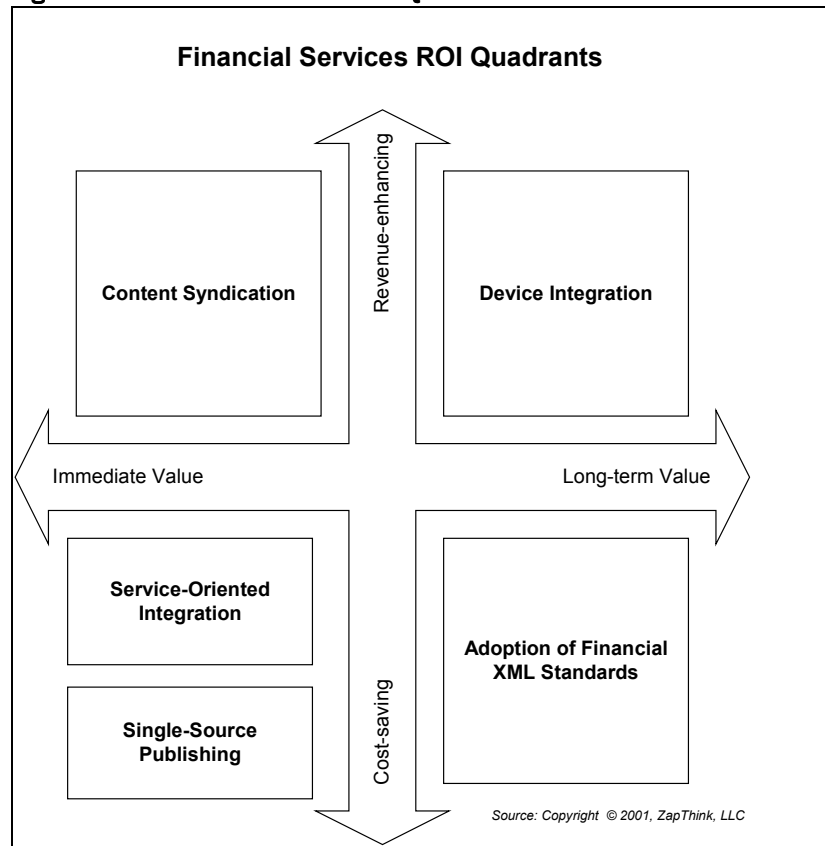 Financial Services ROI Quadrants
Revenue-enhancing
Content Syndication
Device Integration
Immediate Value
Long-term Value
Service-Oriented
Integration
Adoption of Financial
XML Standards
Single-Source
Publishing
Cost-saving
Source: Copyright © 2001, ZapThink, LLC